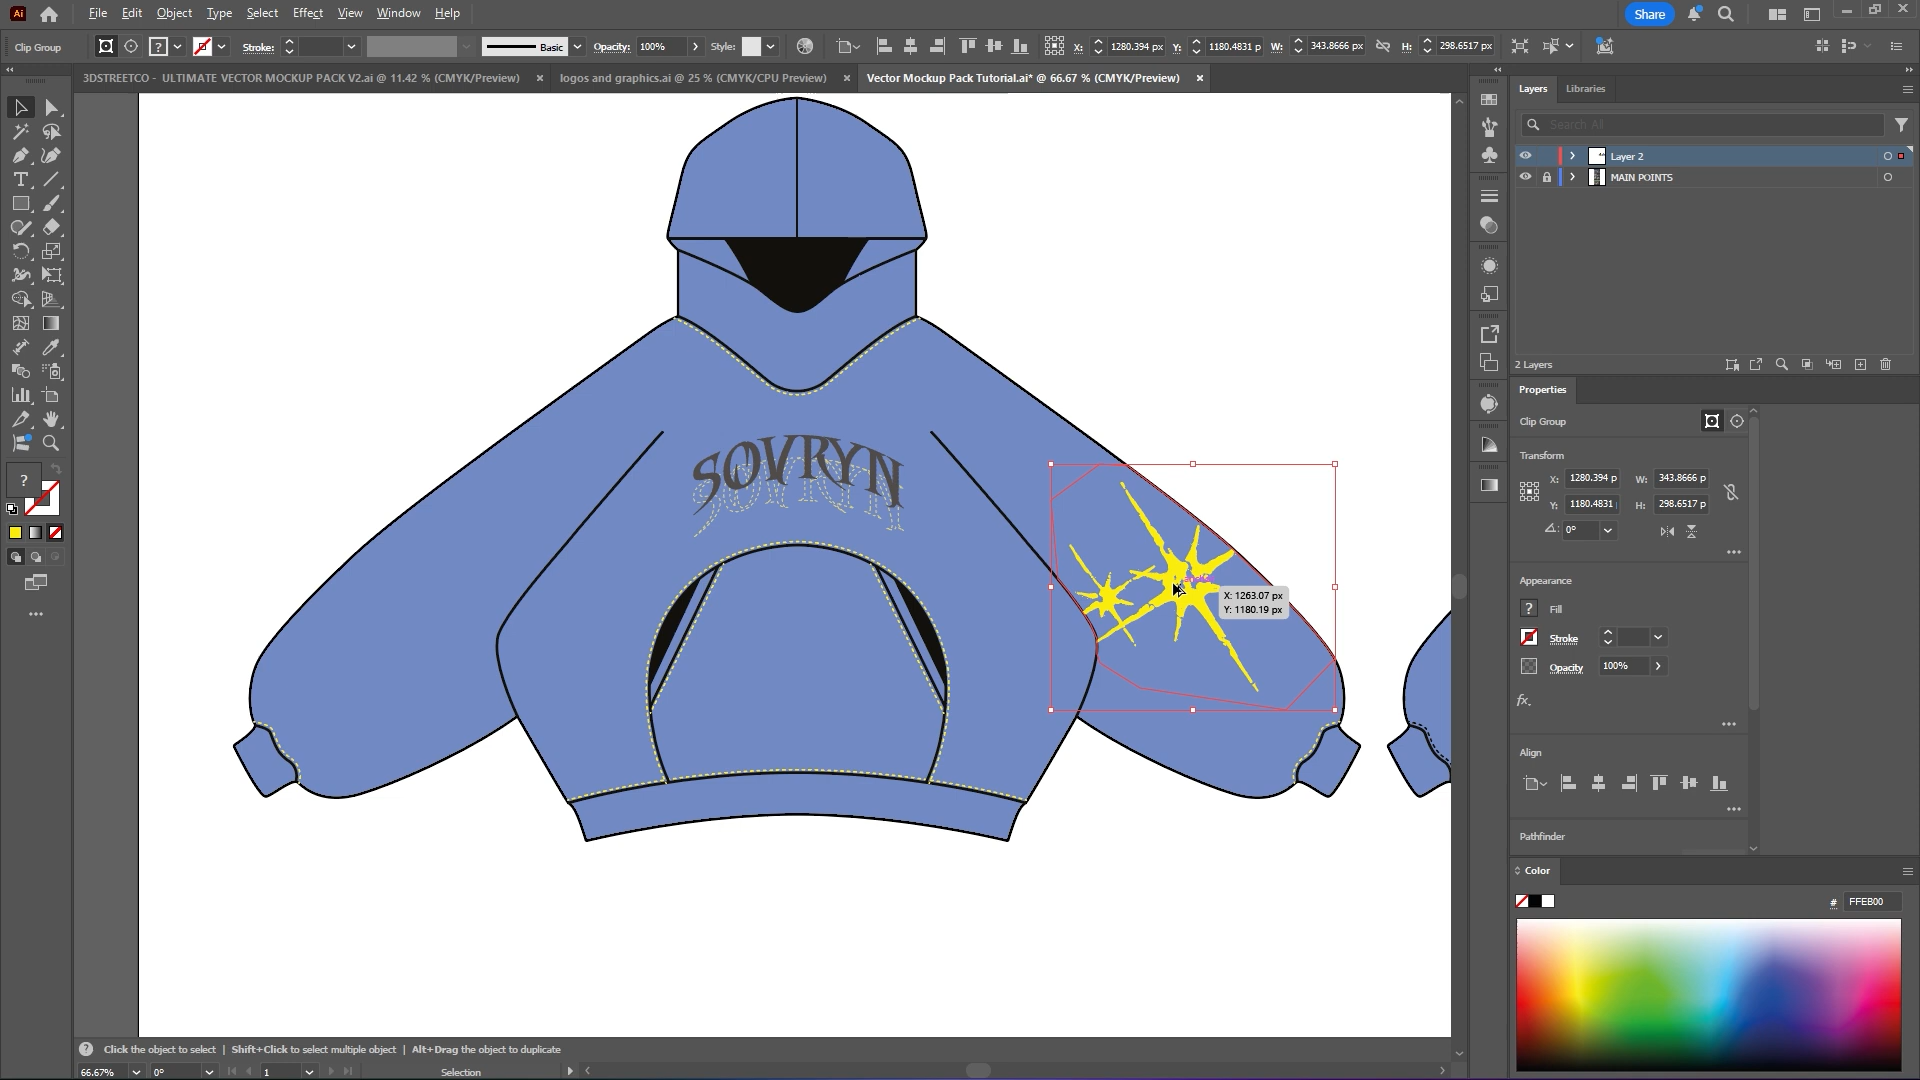 Ai File Edit Object Type Select Effect View Window Help Share
Clip Group ? Stroke: Basic Opacity: 100% Style: X: 1280.394 px Y: 1180.4831 p W: 343.8666 px H: 298.6517 px
3DSTREETCO - ULTIMATE VECTOR MOCKUP PACK V2.ai @ 11.42 % (CMYK/Preview) × logos and graphics.ai @ 25 % (CMYK/CPU Preview) × Vector Mockup Pack Tutorial.ai* @ 66.67 % (CMYK/Preview) ×
Layers Libraries
Search All
Layer 2
MAIN POINTS
2 Layers
Properties
Clip Group
Transform
X: 1280.394 p W: 343.8666 p
Y: 1180.4831 H: 298.6517 p
0°
Appearance
? Fill
Stroke
Opacity 100%
fx.
Align
Pathfinder
Color
# FFEB00
SOVRYN
SOVRYN
X: 1263.07 px
Y: 1180.19 px
?
? Click the object to select | Shift+Click to select multiple object | Alt+Drag the object to duplicate
66.67% 0° 1 Selection